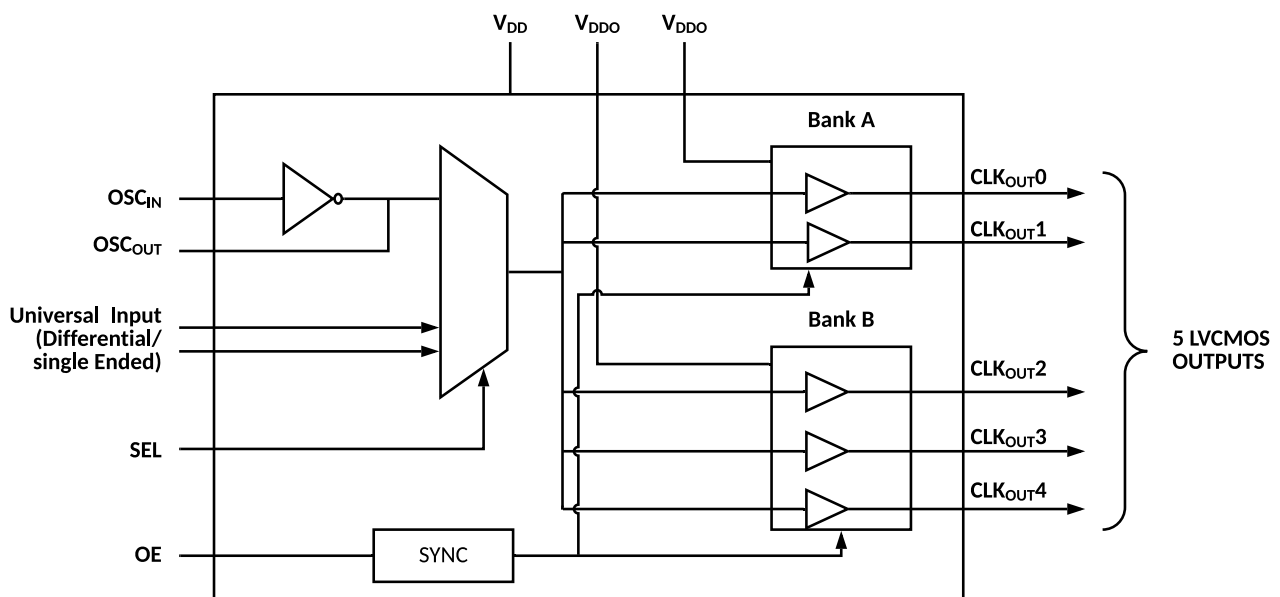 VDD
VDDO
VDDO
Bank A
OSCIN
OSCOUT
CLKOUT0
CLKOUT1
Universal Input
(Differential/
single Ended)
Bank B
5 LVCMOS
OUTPUTS
CLKOUT2
CLKOUT3
SEL
CLKOUT4
OE
SYNC